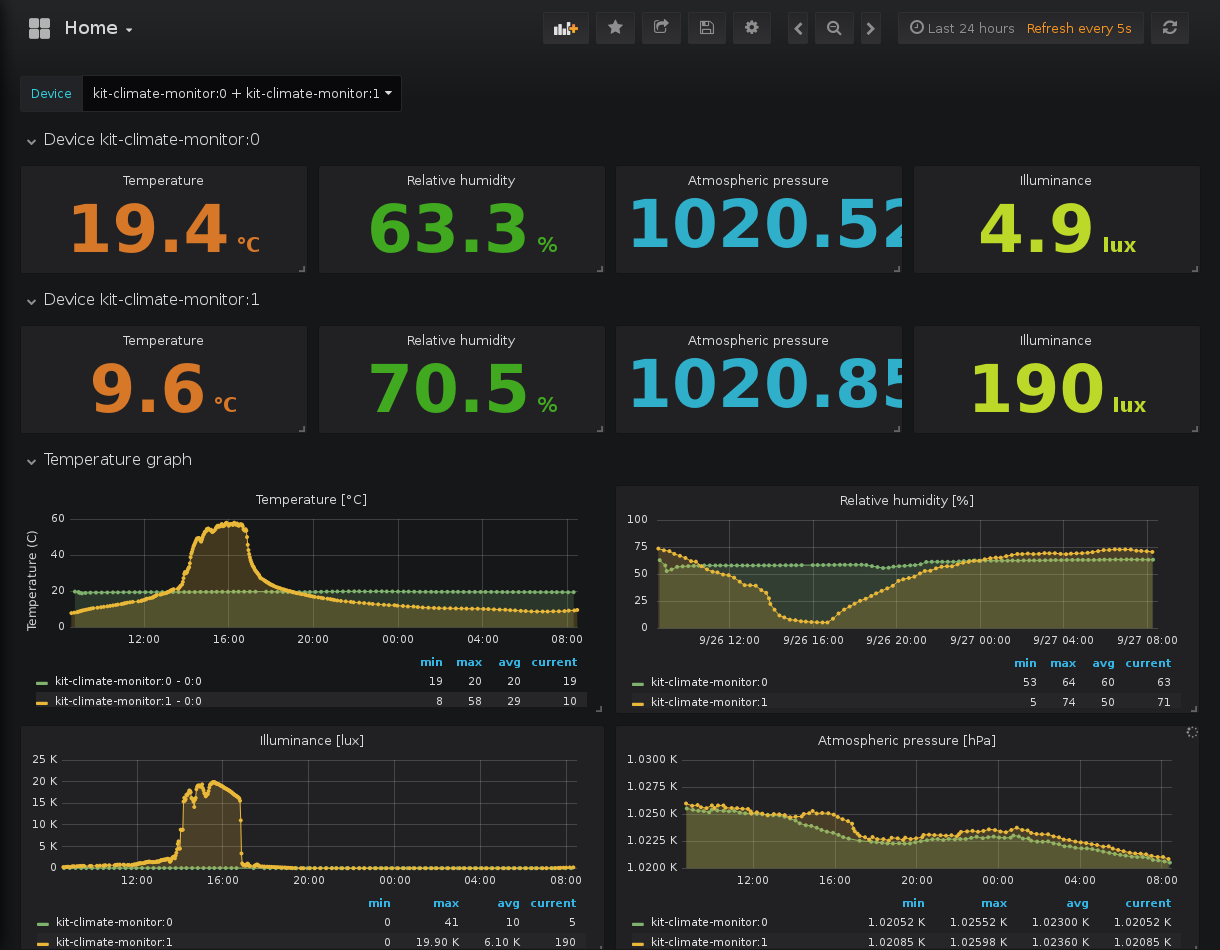 Home
Last 24 hours Refresh every 5s
Device kit-climate-monitor:0 + kit-climate-monitor:1
Device kit-climate-monitor:0
Temperature Relative humidity Atmospheric pressure Illuminance
19.4 °C 63.3 % 1020.52 4.9 lux
Device kit-climate-monitor:1
Temperature Relative humidity Atmospheric pressure Illuminance
9.6 °C 70.5 % 1020.85 190 lux
Temperature graph
Temperature [°C]
Temperature (C)
60
40
20
0
12:00 16:00 20:00 00:00 04:00 08:00
min max avg current
kit-climate-monitor:0 - 0:0 19 20 20 19
kit-climate-monitor:1 - 0:0 8 58 29 10
Relative humidity [%]
100
75
50
25
0
9/26 12:00 9/26 16:00 9/26 20:00 9/27 00:00 9/27 04:00 9/27 08:00
min max avg current
kit-climate-monitor:0 53 64 60 63
kit-climate-monitor:1 5 74 50 71
Illuminance [lux]
25 K
20 K
15 K
10 K
5 K
0
12:00 16:00 20:00 00:00 04:00 08:00
min max avg current
kit-climate-monitor:0 0 41 10 5
kit-climate-monitor:1 0 19.90 K 6.10 K 190
Atmospheric pressure [hPa]
1.0300 K
1.0275 K
1.0250 K
1.0225 K
1.0200 K
12:00 16:00 20:00 00:00 04:00 08:00
min max avg current
kit-climate-monitor:0 1.02052 K 1.02552 K 1.02300 K 1.02052 K
kit-climate-monitor:1 1.02085 K 1.02598 K 1.02360 K 1.02085 K